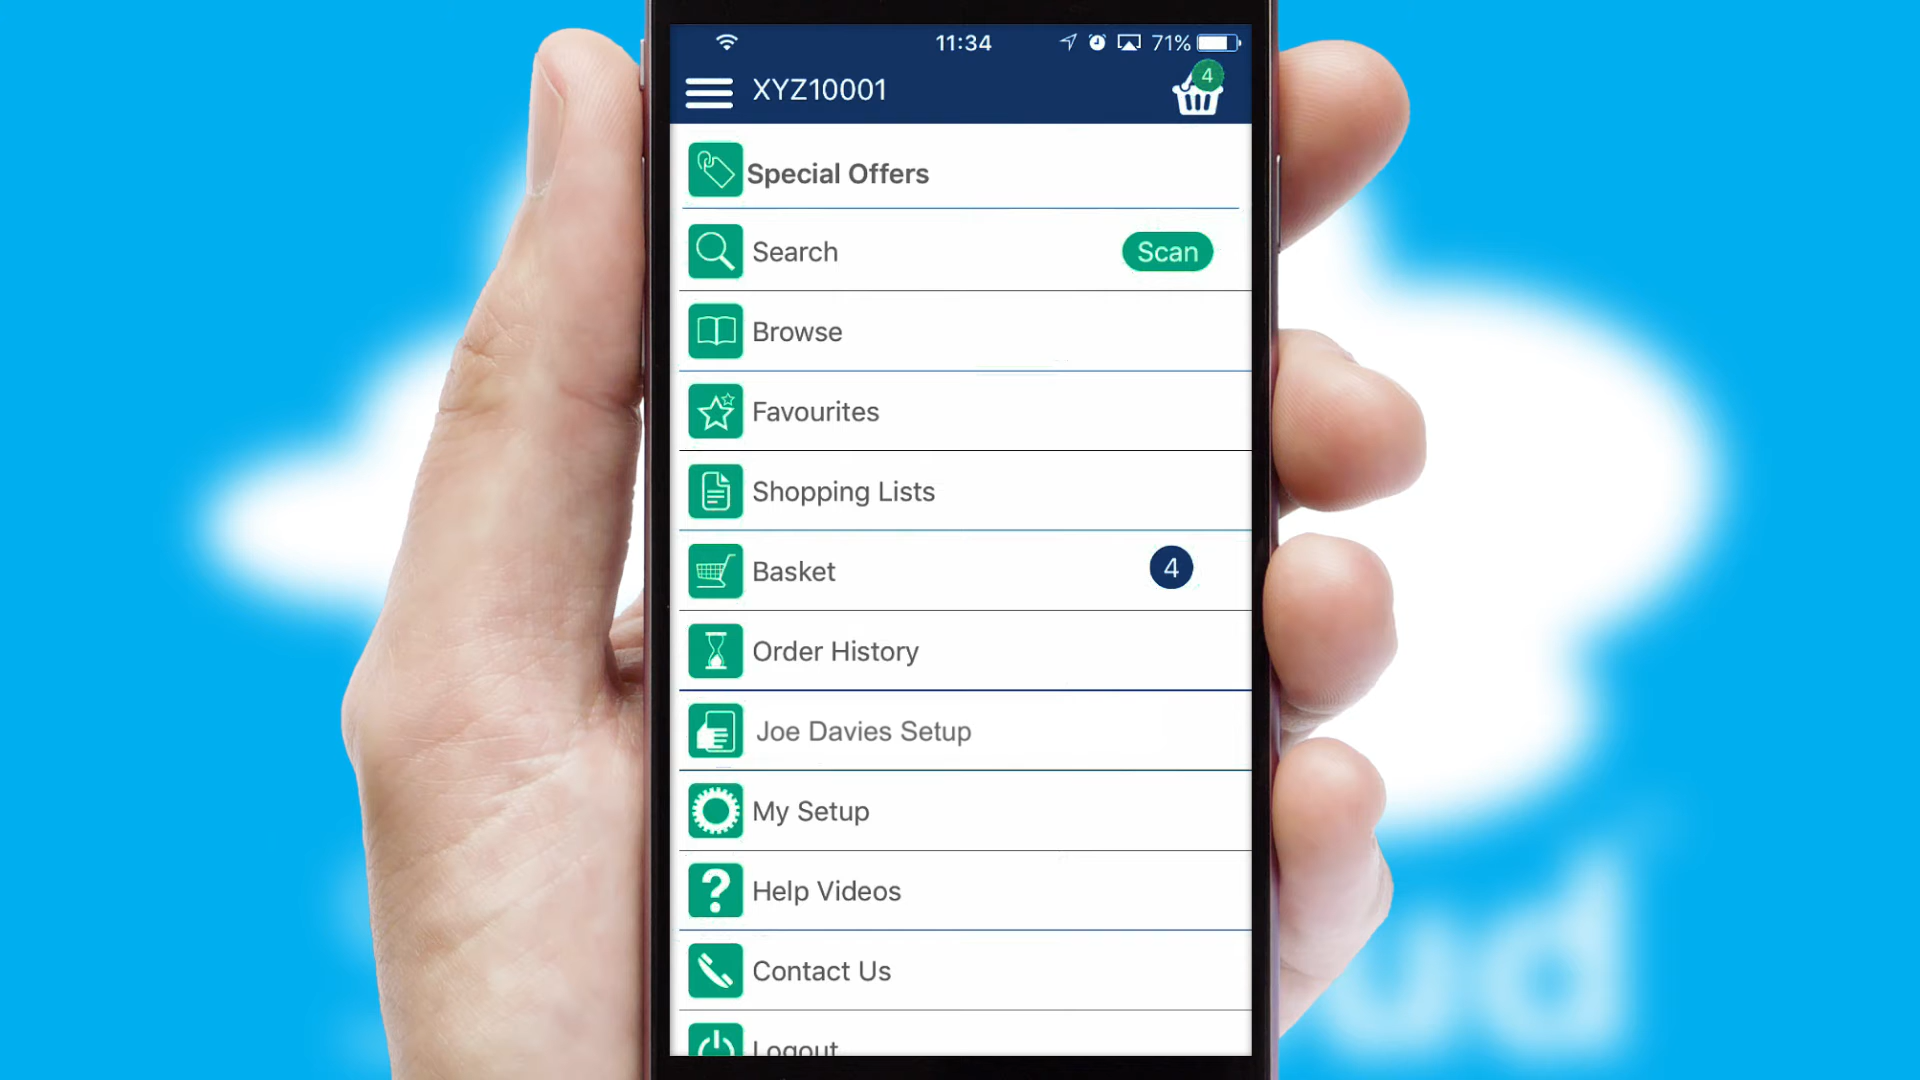 11:34
71%
XYZ10001
4
Special Offers
Search
Scan
Browse
Favourites
Shopping Lists
Basket
4
Order History
Joe Davies Setup
My Setup
Help Videos
Contact Us
Logout
ud